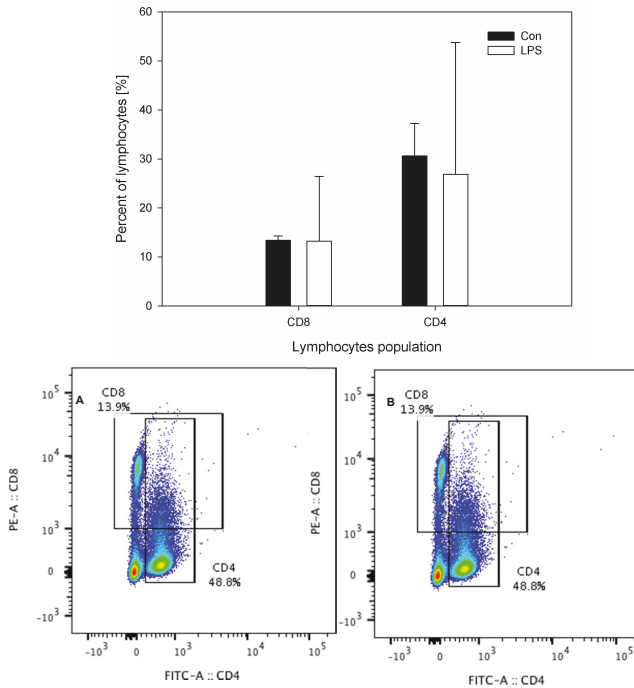 60
50
40
30
20
10
0
Percent of lymphocytes [%]
Con
LPS
CD8
CD4
Lymphocytes population
A
CD8
13.9%
CD4
48.8%
10⁵
10⁴
10³
0
-10³
PE-A :: CD8
-10³
0
10³
10⁴
10⁵
FITC-A :: CD4
B
CD8
13.9%
CD4
48.8%
10⁵
10⁴
10³
0
-10³
PE-A :: CD8
-10³
0
10³
10⁴
10⁵
FITC-A :: CD4